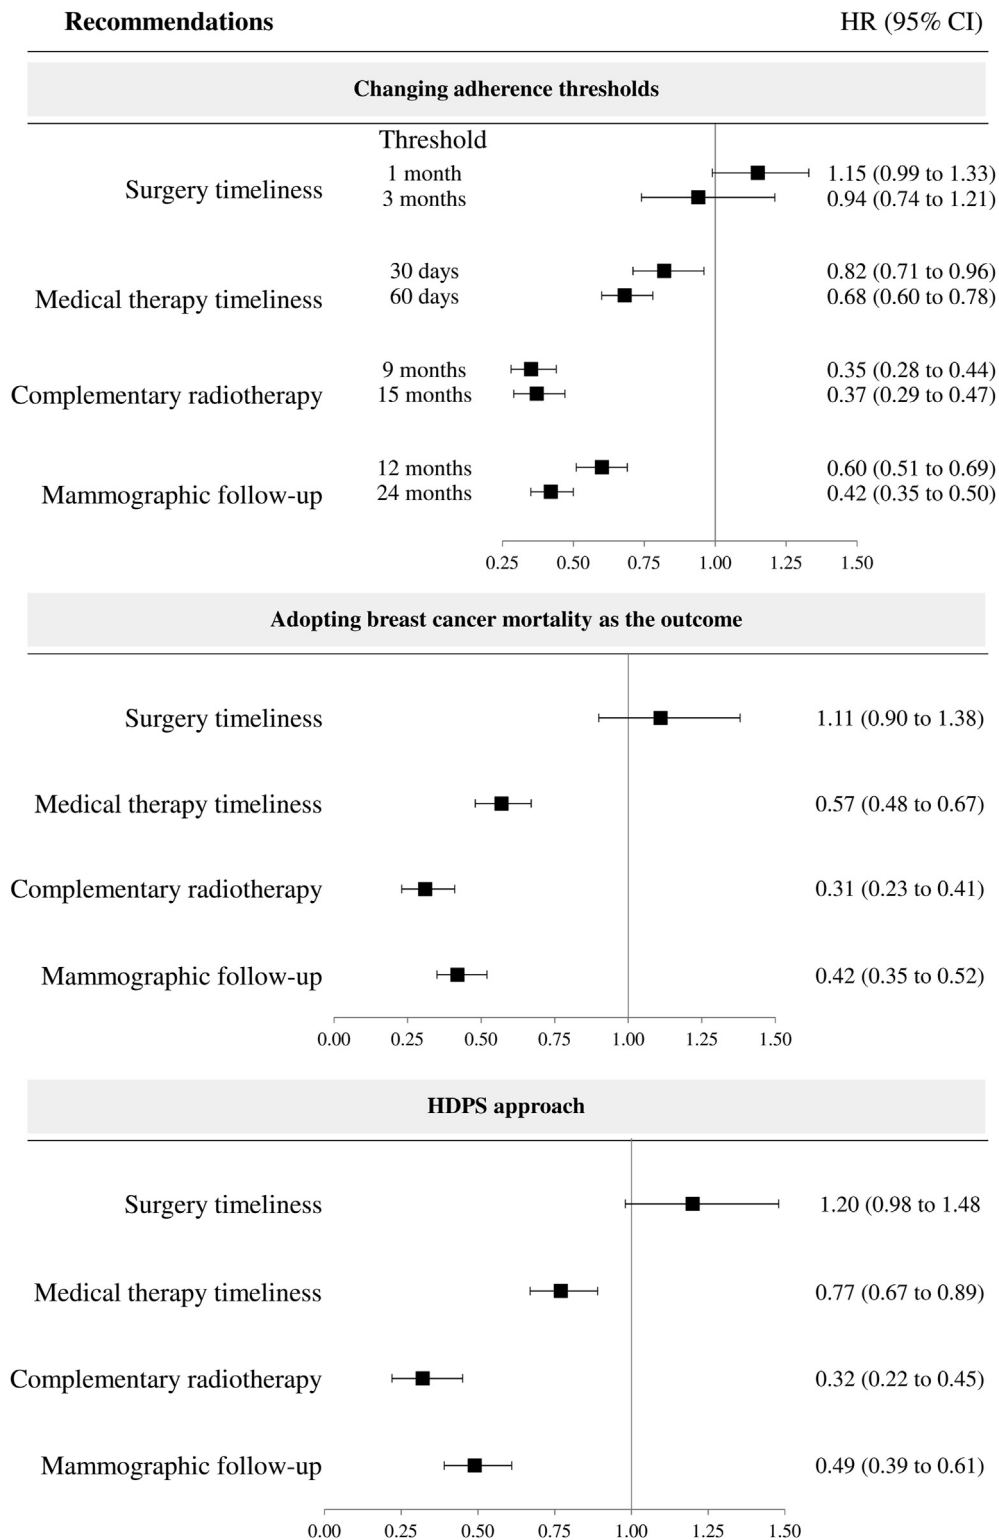 Recommendations HR (95% CI)
Changing adherence thresholds
Threshold
Surgery timeliness
1 month 1.15 (0.99 to 1.33)
3 months 0.94 (0.74 to 1.21)
Medical therapy timeliness
30 days 0.82 (0.71 to 0.96)
60 days 0.68 (0.60 to 0.78)
Complementary radiotherapy
9 months 0.35 (0.28 to 0.44)
15 months 0.37 (0.29 to 0.47)
Mammographic follow-up
12 months 0.60 (0.51 to 0.69)
24 months 0.42 (0.35 to 0.50)
0.25 0.50 0.75 1.00 1.25 1.50
Adopting breast cancer mortality as the outcome
Surgery timeliness 1.11 (0.90 to 1.38)
Medical therapy timeliness 0.57 (0.48 to 0.67)
Complementary radiotherapy 0.31 (0.23 to 0.41)
Mammographic follow-up 0.42 (0.35 to 0.52)
0.00 0.25 0.50 0.75 1.00 1.25 1.50
HDPS approach
Surgery timeliness 1.20 (0.98 to 1.48
Medical therapy timeliness 0.77 (0.67 to 0.89)
Complementary radiotherapy 0.32 (0.22 to 0.45)
Mammographic follow-up 0.49 (0.39 to 0.61)
0.00 0.25 0.50 0.75 1.00 1.25 1.50